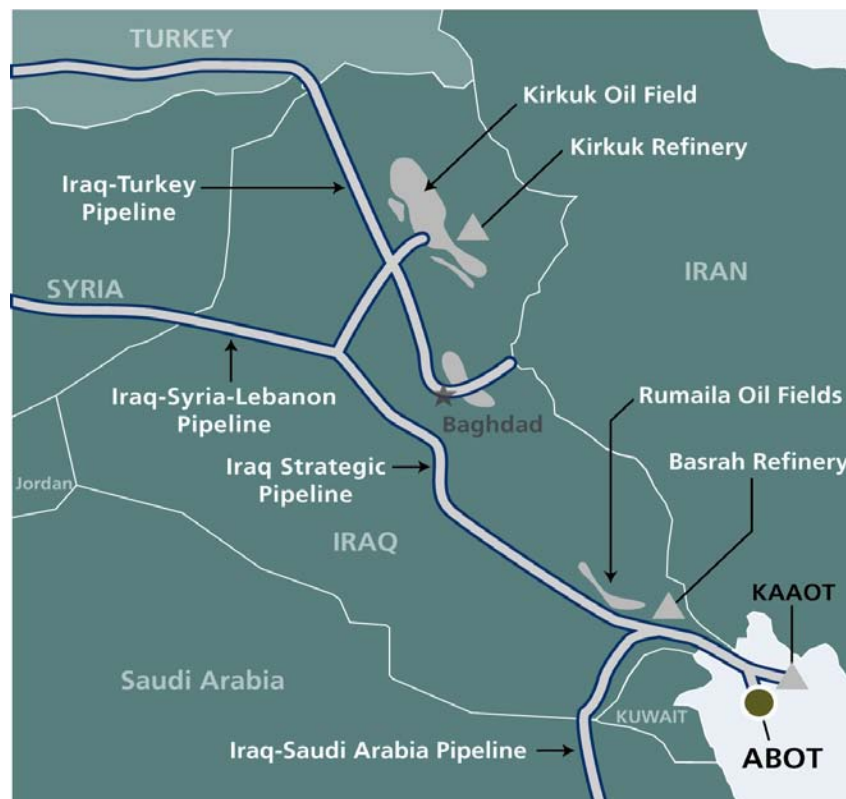 TURKEY
Kirkuk Oil Field
Kirkuk Refinery
Iraq-Turkey
Pipeline
IRAN
SYRIA
Iraq-Syria-Lebanon
Pipeline
Rumaila Oil Fields
Baghdad
Basrah Refinery
Iraq Strategic
Pipeline
Jordan
IRAQ
KAAOT
Saudi Arabia
KUWAIT
Iraq-Saudi Arabia Pipeline
ABOT